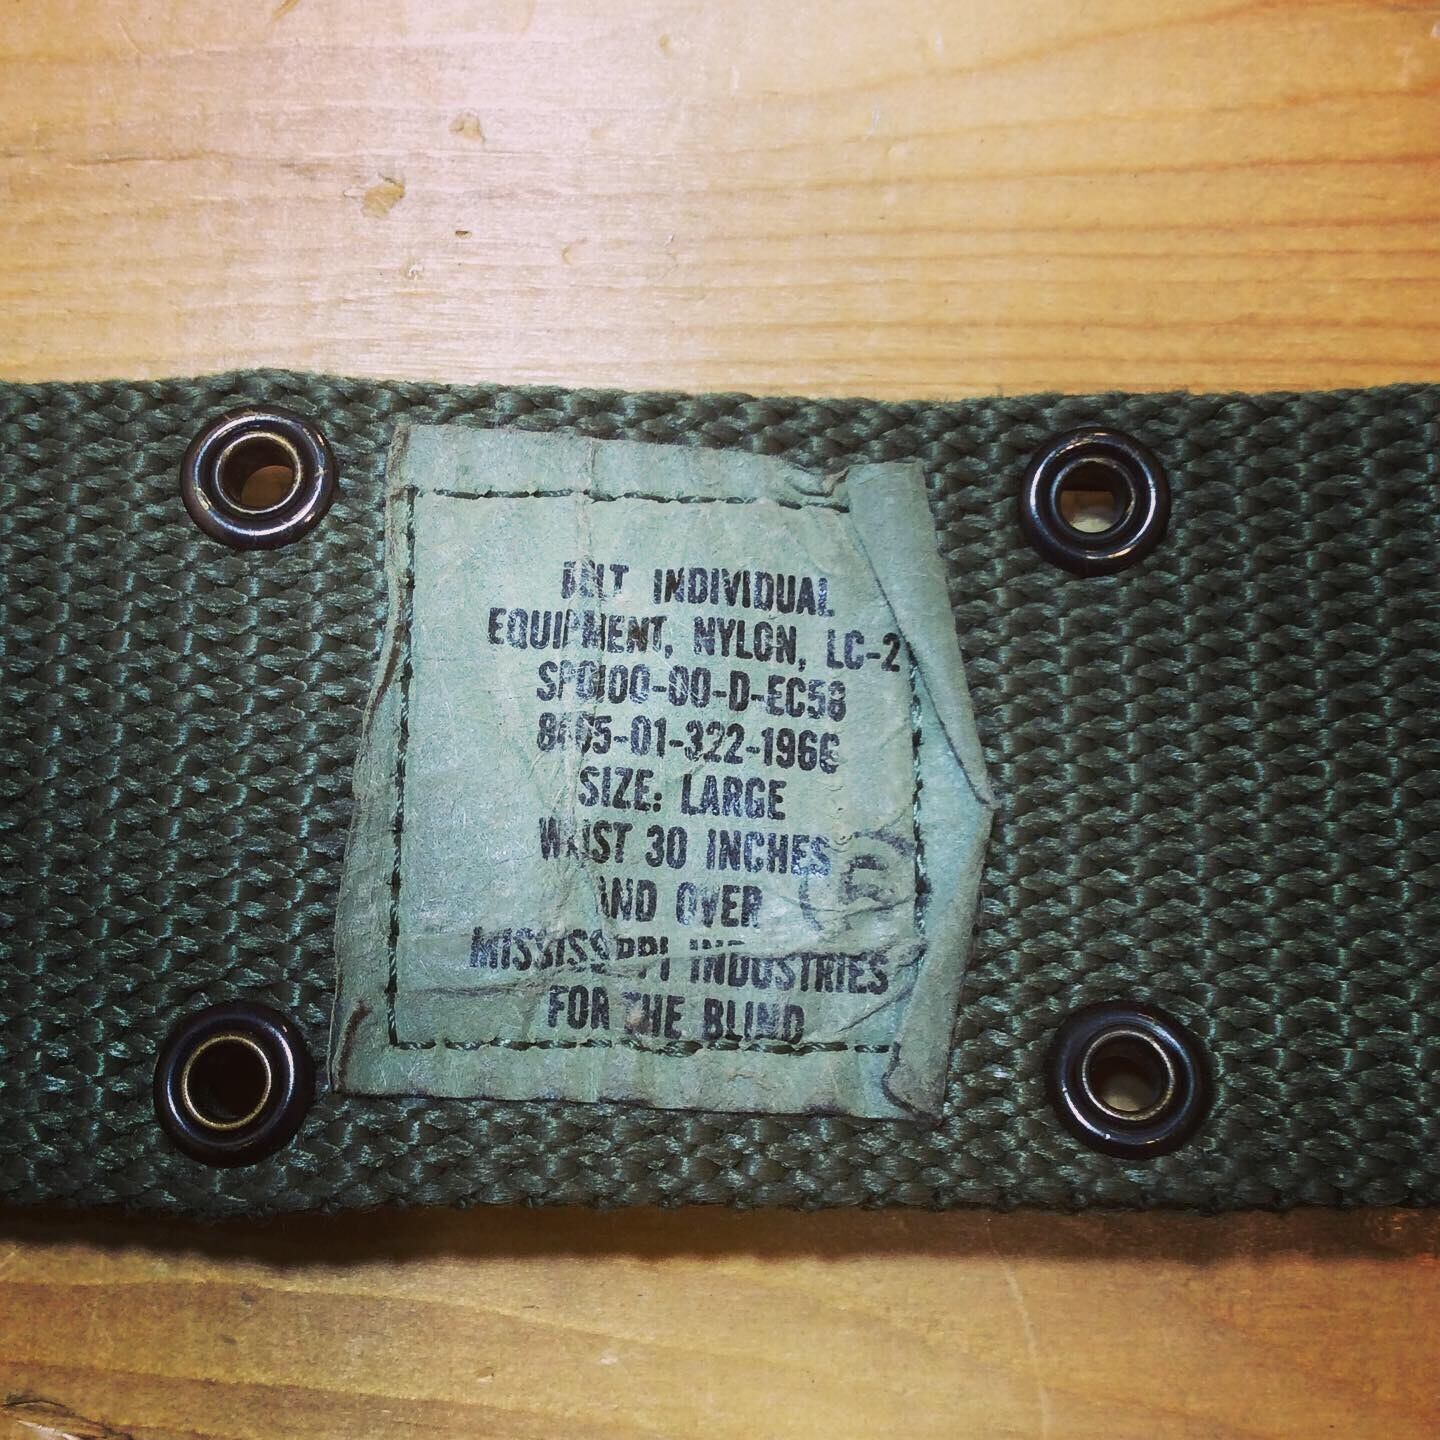 BELT INDIVIDUAL
EQUIPMENT, NYLON, LC-2
SPO100-00-D-EC58
8465-01-322-1966
SIZE: LARGE
WAIST 30 INCHES
AND OVER
MISSISSIPPI INDUSTRIES
FOR THE BLIND